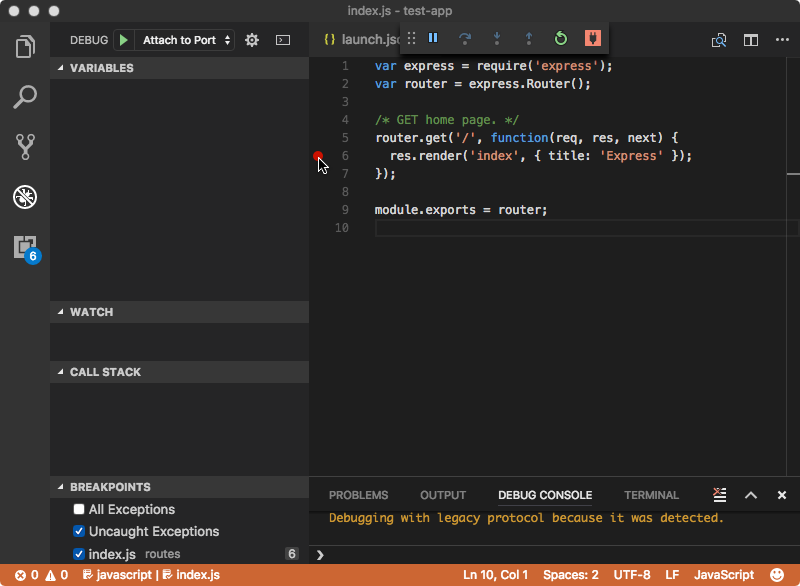 index.js - test-app
DEBUG Attach to Port
launch.jso
VARIABLES
WATCH
CALL STACK
BREAKPOINTS
All Exceptions
Uncaught Exceptions
index.js routes 6
6
1 var express = require('express');
2 var router = express.Router();
3
4 /* GET home page. */
5 router.get('/', function(req, res, next) {
6 res.render('index', { title: 'Express' });
7 });
8
9 module.exports = router;
10
PROBLEMS OUTPUT DEBUG CONSOLE TERMINAL
Debugging with legacy protocol because it was detected.
0 0 javascript | index.js Ln 10, Col 1 Spaces: 2 UTF-8 LF JavaScript